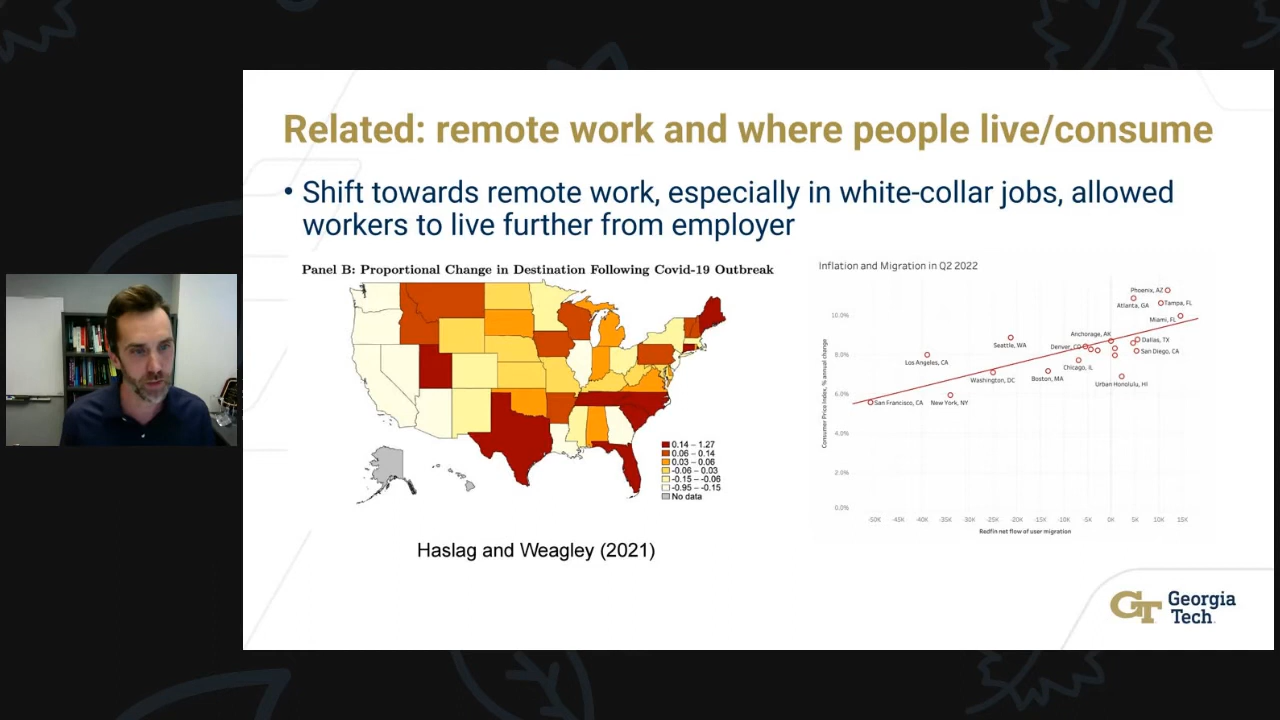 Related: remote work and where people live/consume
• Shift towards remote work, especially in white-collar jobs, allowed
workers to live further from employer
Panel B: Proportional Change in Destination Following Covid-19 Outbreak
0.14 – 1.27
0.06 – 0.14
0.03 – 0.06
-0.06 – 0.03
-0.15 – -0.06
-0.95 – -0.15
No data
Haslag and Weagley (2021)
Inflation and Migration in Q2 2022
Consumer Price Index, % annual change
10.0%
8.0%
6.0%
4.0%
2.0%
0.0%
Phoenix, AZ
Atlanta, GA
Tampa, FL
Miami, FL
Anchorage, AK
Seattle, WA
Denver, CO
Dallas, TX
San Diego, CA
Los Angeles, CA
Chicago, IL
Washington, DC
Boston, MA
Urban Honolulu, HI
San Francisco, CA
New York, NY
-50K -45K -40K -35K -30K -25K -20K -15K -10K -5K 0K 5K 10K 15K
Redfin net flow of user migration
GT Georgia
Tech